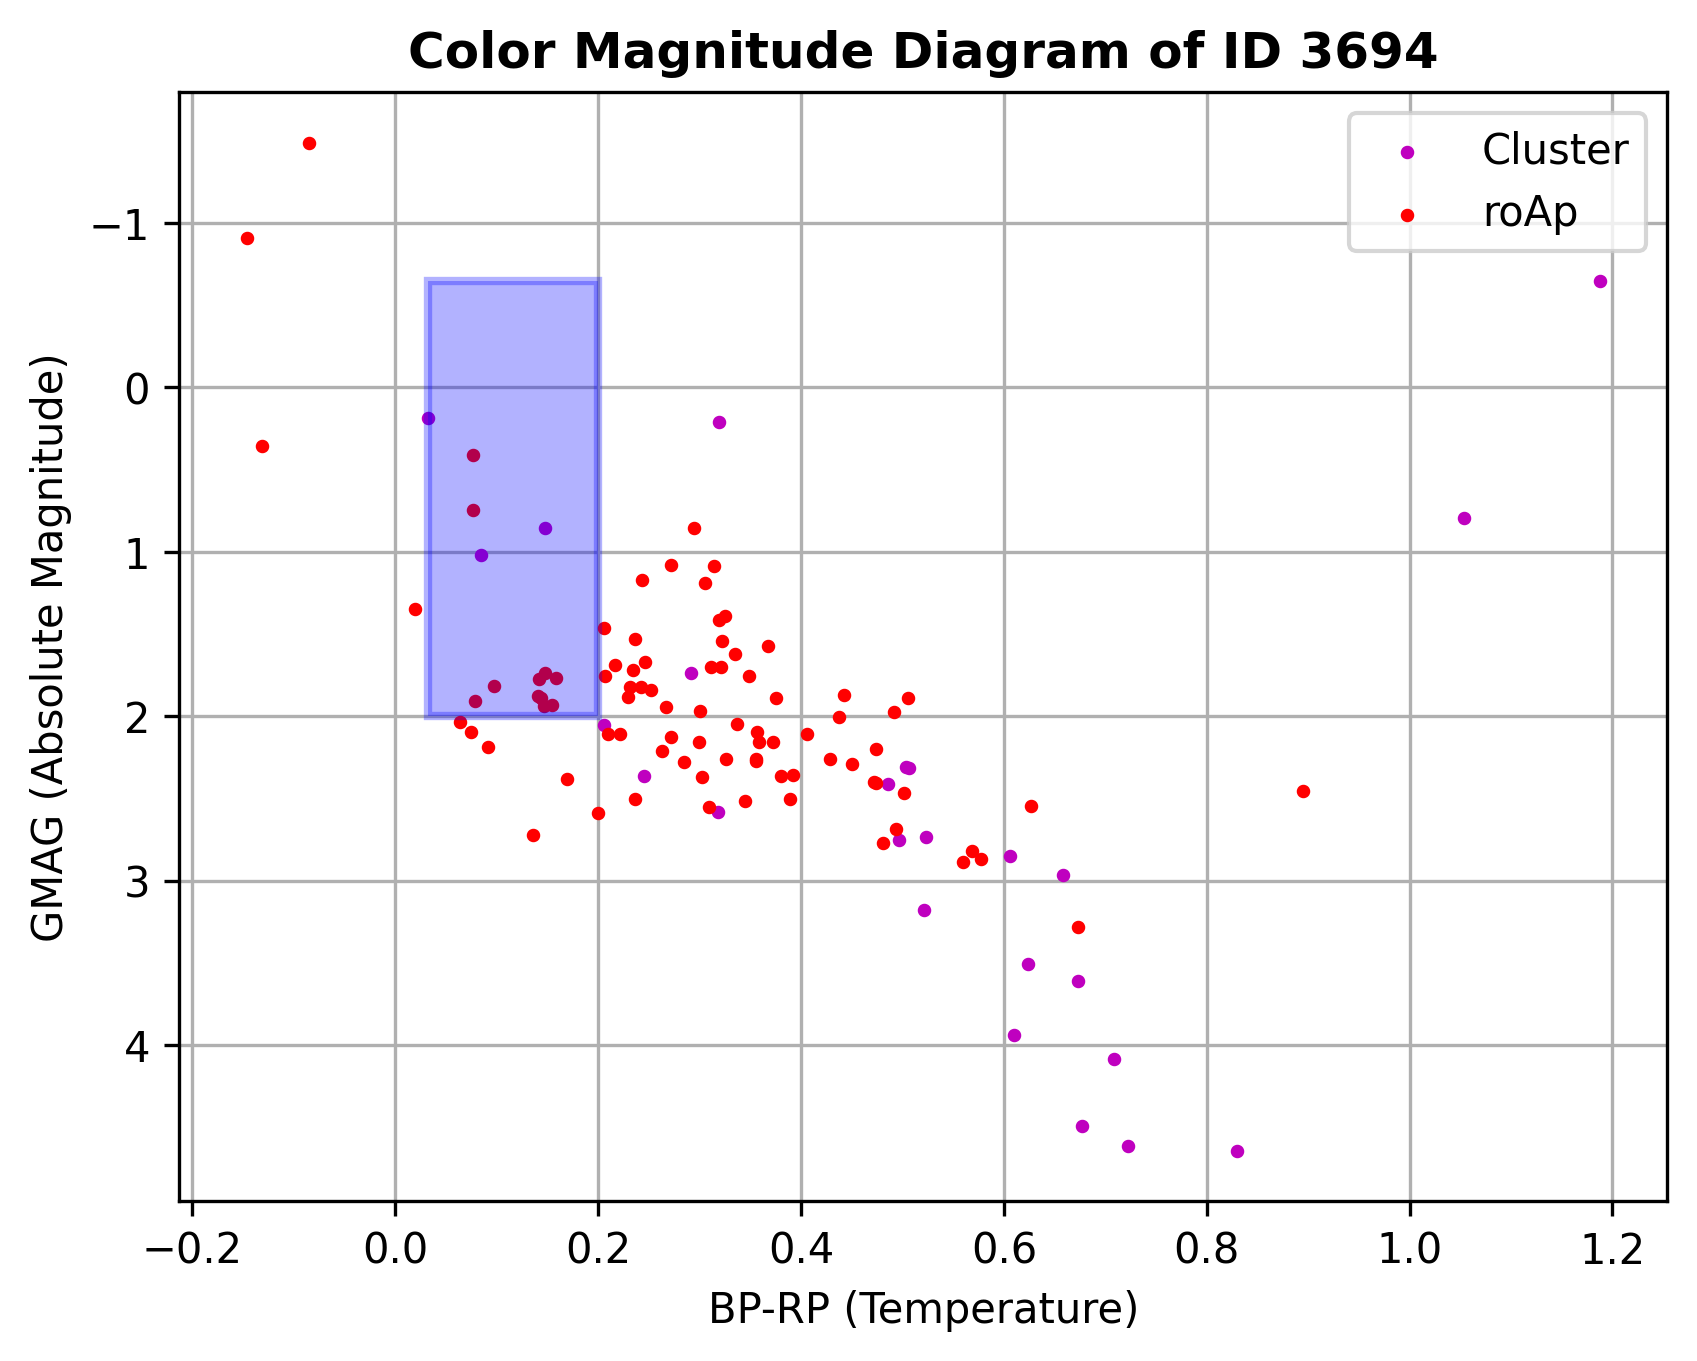 Color Magnitude Diagram of ID 3694
Cluster
roAp
−1
0
1
2
3
4
GMAG (Absolute Magnitude)
−0.2 0.0 0.2 0.4 0.6 0.8 1.0 1.2
BP-RP (Temperature)